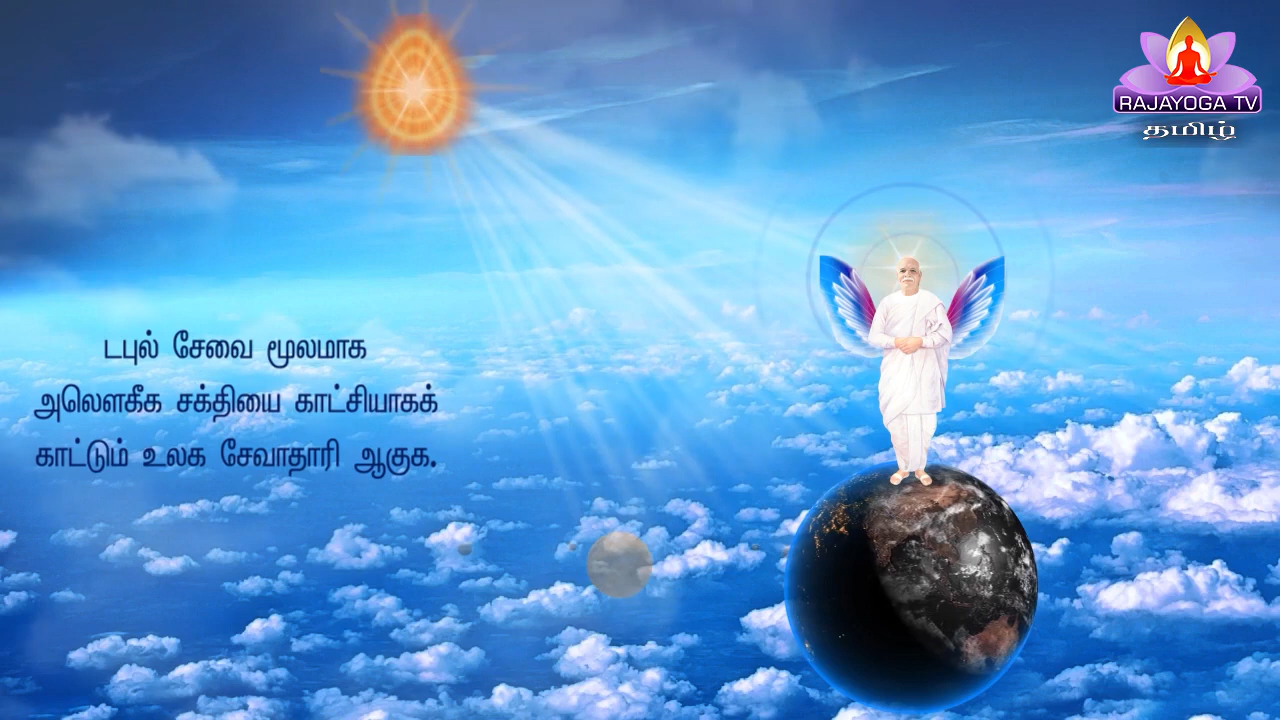 RAJAYOGA TV
தமிழ்
டபுல் சேவை மூலமாக
அலௌகீக சக்தியை காட்சியாகக்
காட்டும் உலக சேவாதாரி ஆகுக.